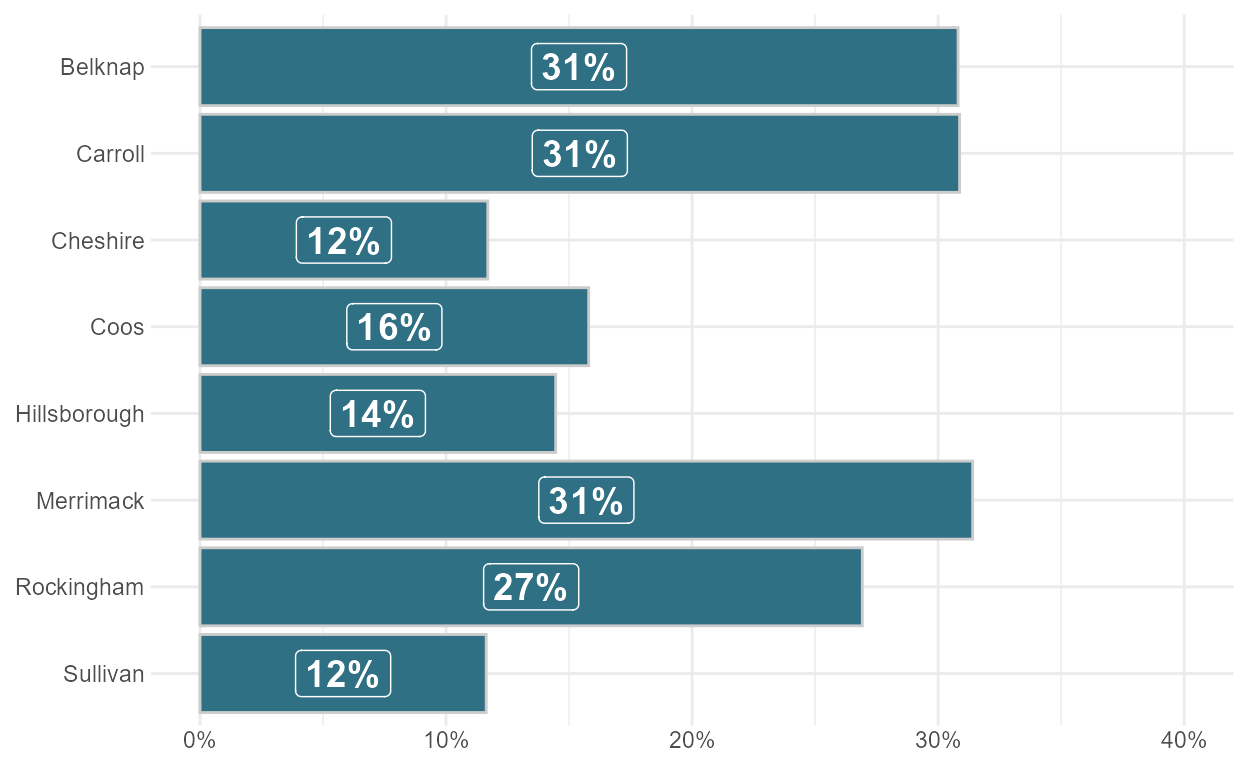 Belknap 31%
Carroll 31%
Cheshire 12%
Coos 16%
Hillsborough 14%
Merrimack 31%
Rockingham 27%
Sullivan 12%
0% 10% 20% 30% 40%